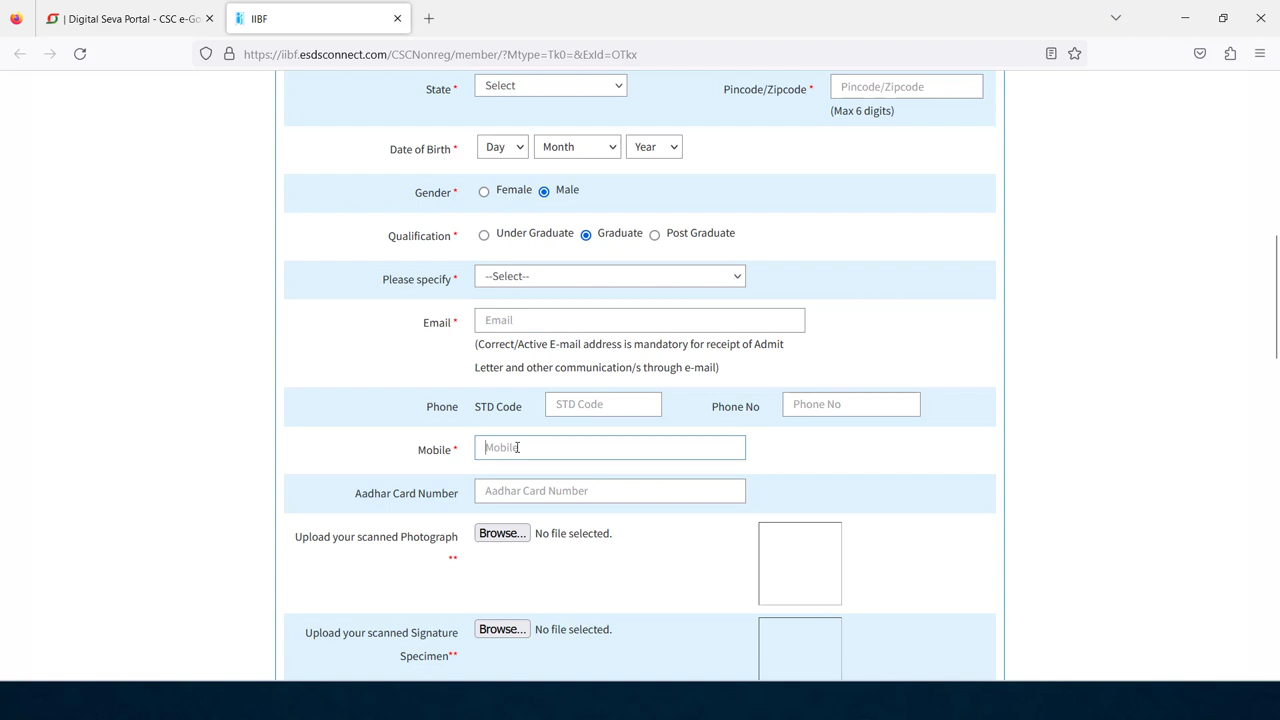 | Digital Seva Portal - CSC e-Go
IIBF
https://iibf.esdsconnect.com/CSCNonreg/member/?Mtype=Tk0=&ExId=OTkx
State * Select Pincode/Zipcode * Pincode/Zipcode
(Max 6 digits)
Date of Birth * Day Month Year
Gender * Female Male
Qualification * Under Graduate Graduate Post Graduate
Please specify * --Select--
Email * Email
(Correct/Active E-mail address is mandatory for receipt of Admit
Letter and other communication/s through e-mail)
Phone STD Code STD Code Phone No Phone No
Mobile * Mobile
Aadhar Card Number Aadhar Card Number
Upload your scanned Photograph Browse... No file selected.
**
Upload your scanned Signature Browse... No file selected.
Specimen**